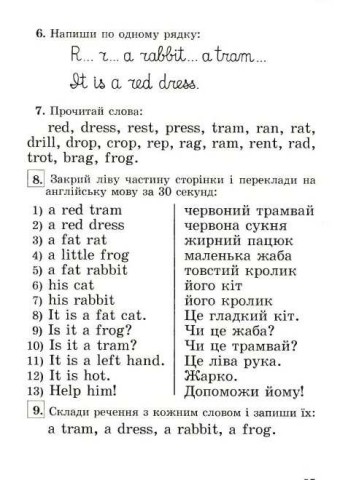 6. Напиши по одному рядку:
R... r... a rabbit... a tram...
It is a red dress.
7. Прочитай слова:
red, dress, rest, press, tram, ran, rat,
drill, drop, crop, rep, rag, ram, rent, rad,
trot, brag, frog.
8. Закрий ліву частину сторінки і переклади на
англійську мову за 30 секунд:
1) a red tram червоний трамвай
2) a red dress червона сукня
3) a fat rat жирний пацюк
4) a little frog маленька жаба
5) a fat rabbit товстий кролик
6) his cat його кіт
7) his rabbit його кролик
8) It is a fat cat. Це гладкий кіт.
9) Is it a frog? Чи це жаба?
10) Is it a tram? Чи це трамвай?
11) It is a left hand. Це ліва рука.
12) It is hot. Жарко.
13) Help him! Допоможи йому!
9. Склади речення з кожним словом і запиши їх:
a tram, a dress, a rabbit, a frog.